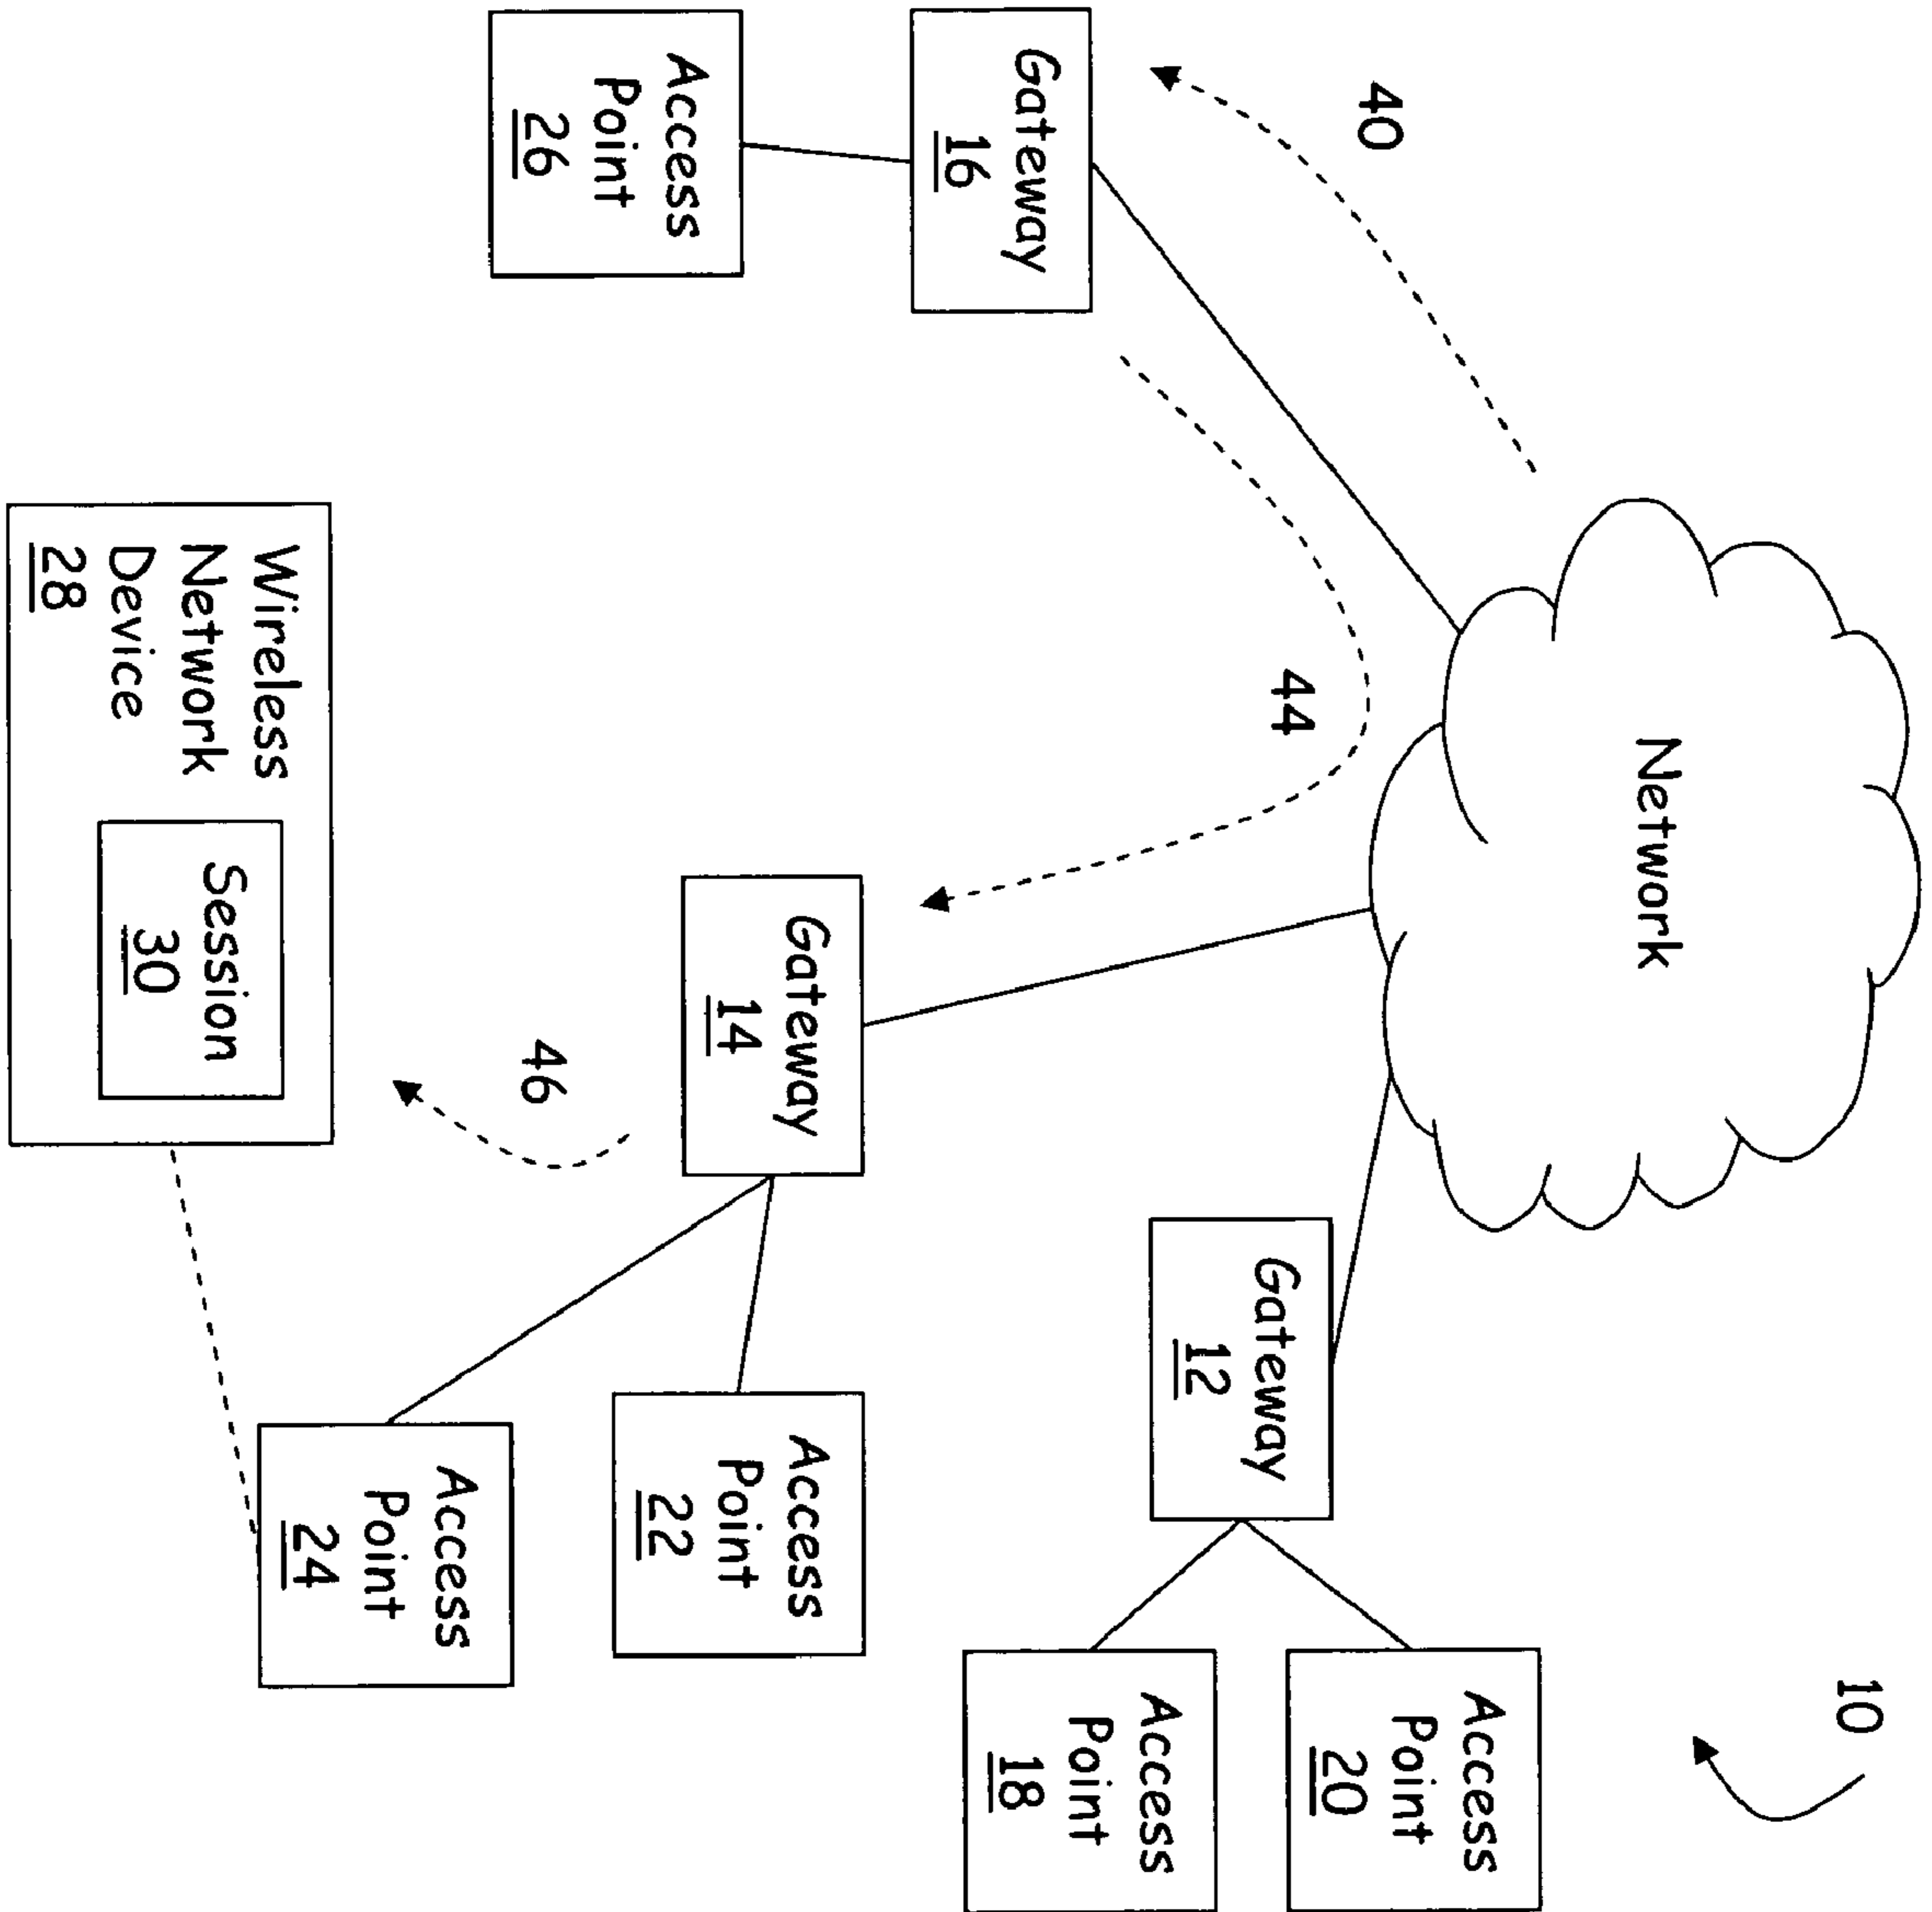 10
Network
40
44
Gateway
16
Gateway
14
Gateway
12
Access
Point
20
Access
Point
18
Access
Point
22
Access
Point
24
Access
Point
26
46
Wireless
Network
Device
28
Session
30